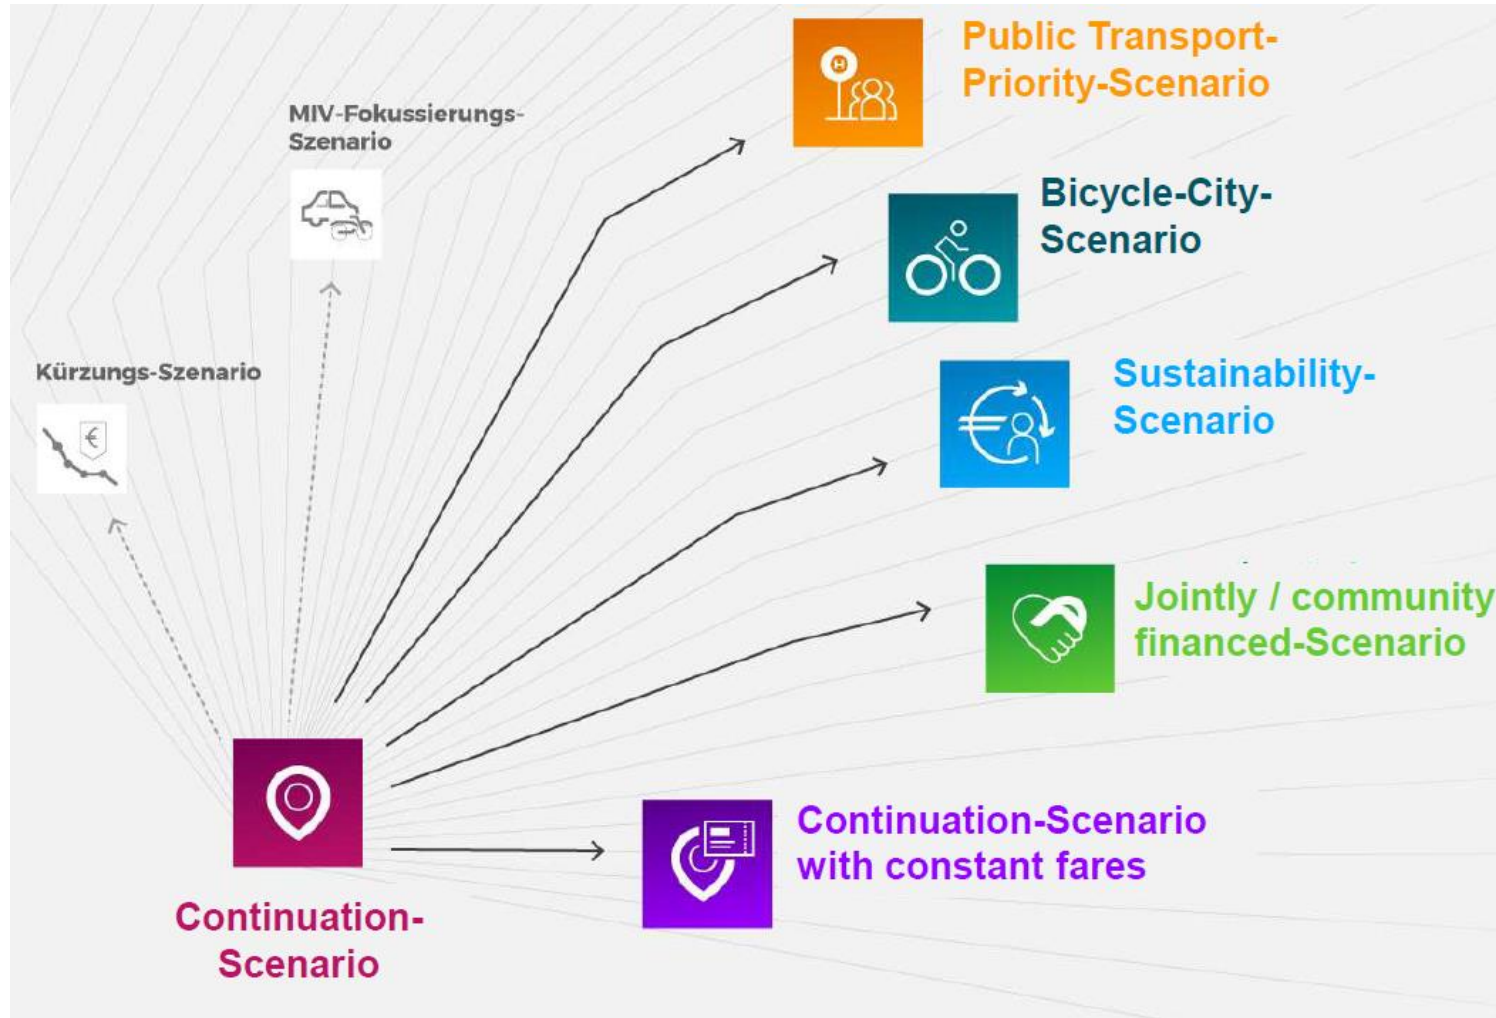 Public Transport-
Priority-Scenario
MIV-Fokussierungs-
Szenario
H
Bicycle-City-
Scenario
Kürzungs-Szenario
€
Sustainability-
Scenario
Jointly / community
financed-Scenario
Continuation-Scenario
with constant fares
Continuation-
Scenario